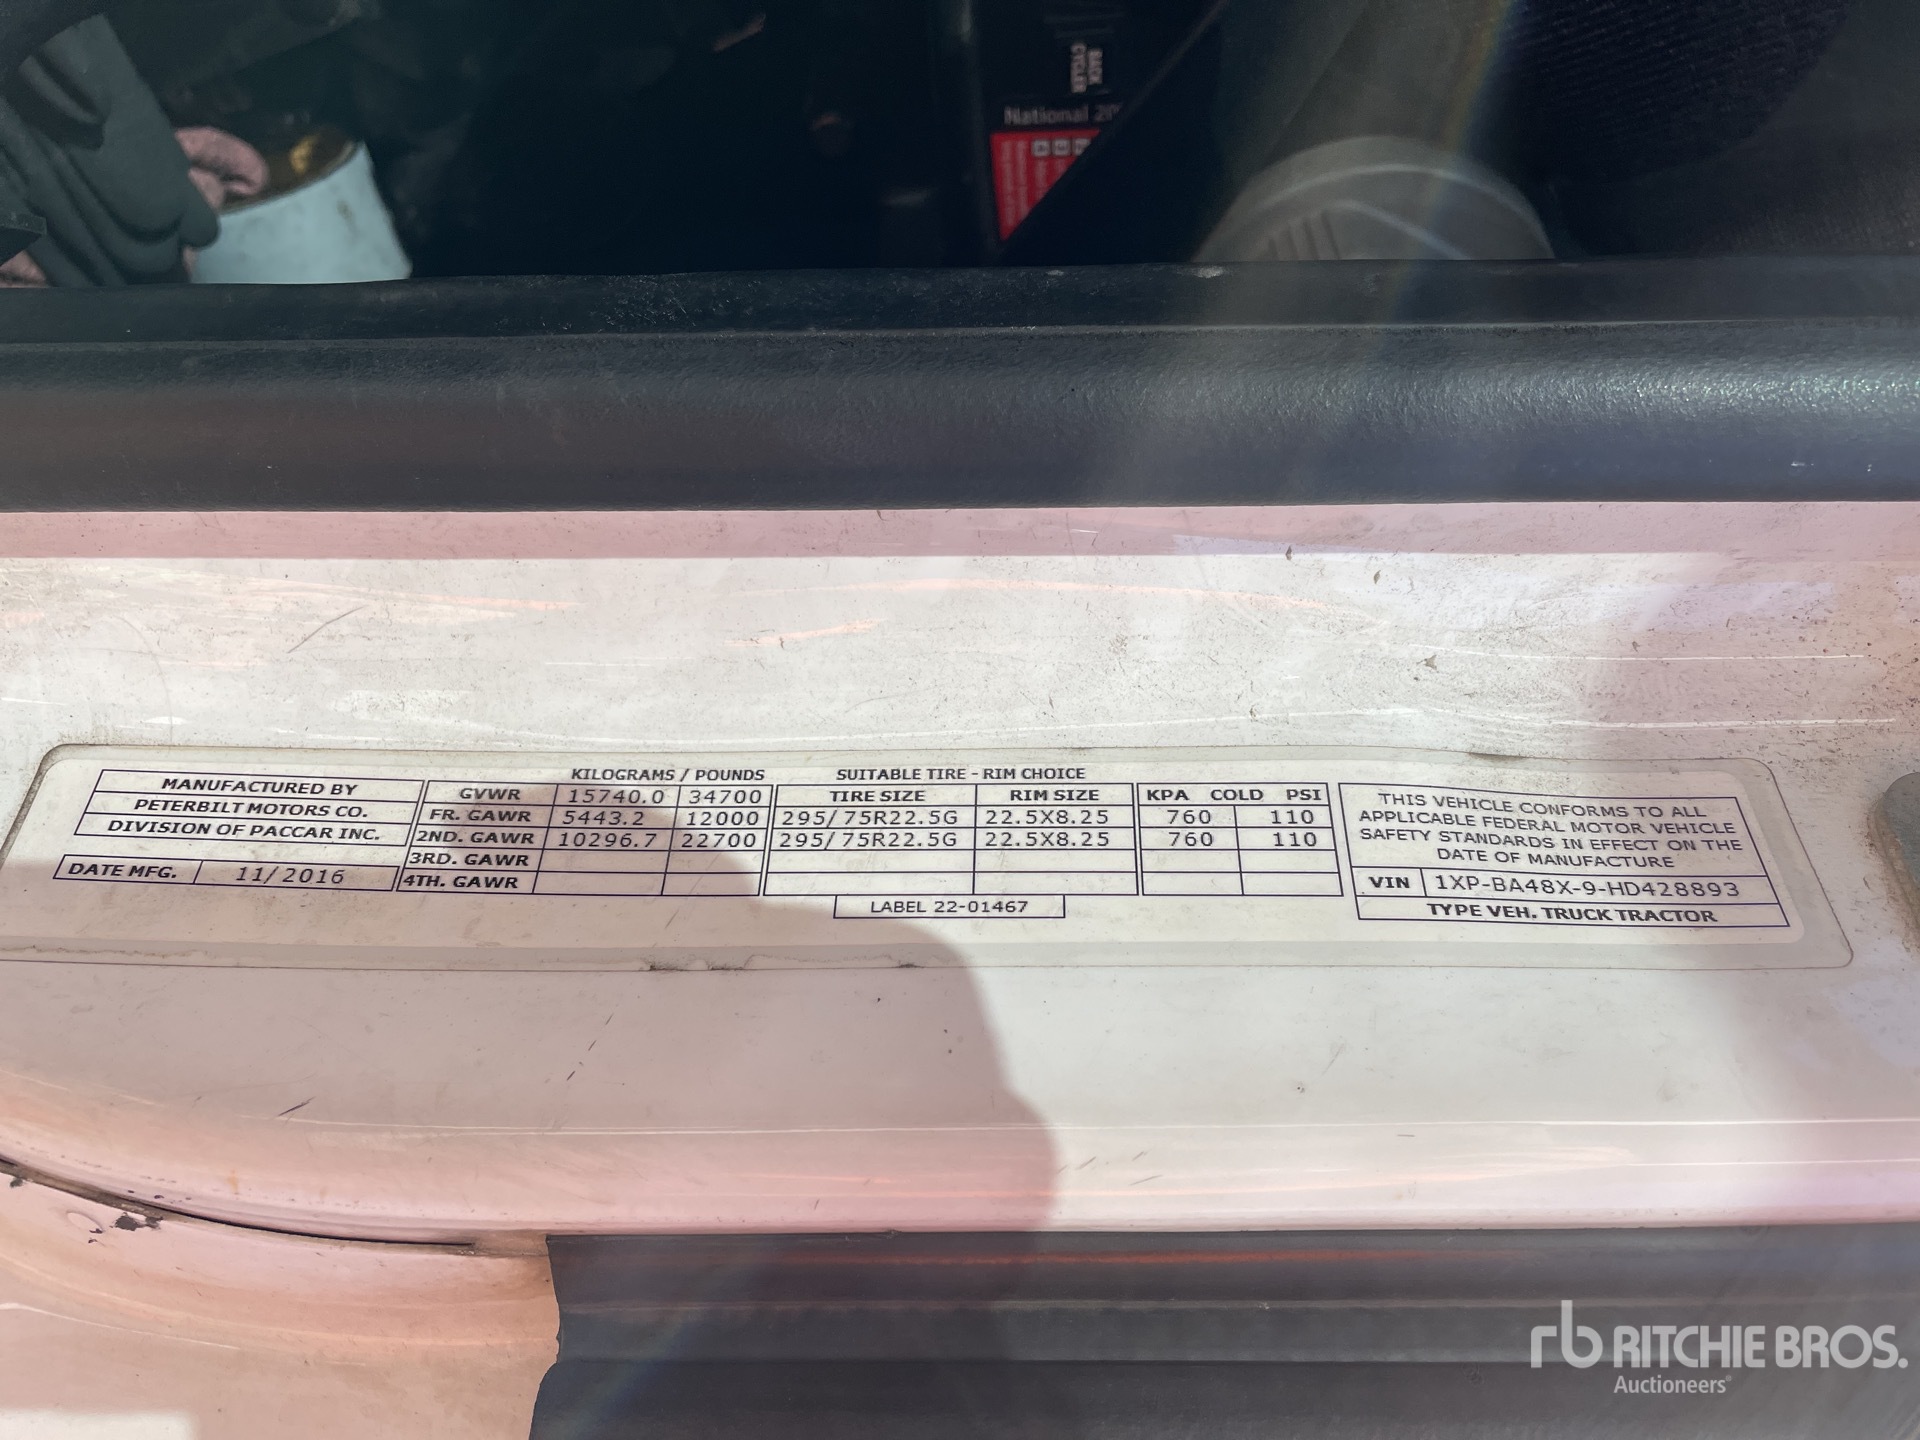 BACK
CYCLER
National
MANUFACTURED BY
PETERBILT MOTORS CO.
DIVISION OF PACCAR INC.
DATE MFG. 11/2016
KILOGRAMS / POUNDS SUITABLE TIRE - RIM CHOICE
GVWR 15740.0 34700 TIRE SIZE RIM SIZE KPA COLD PSI
FR. GAWR 5443.2 12000 295/75R22.5G 22.5X8.25 760 110
2ND. GAWR 10296.7 22700 295/75R22.5G 22.5X8.25 760 110
3RD. GAWR
4TH. GAWR
LABEL 22-01467
THIS VEHICLE CONFORMS TO ALL
APPLICABLE FEDERAL MOTOR VEHICLE
SAFETY STANDARDS IN EFFECT ON THE
DATE OF MANUFACTURE
VIN 1XP-BA48X-9-HD428893
TYPE VEH. TRUCK TRACTOR
rb RITCHIE BROS.
Auctioneers